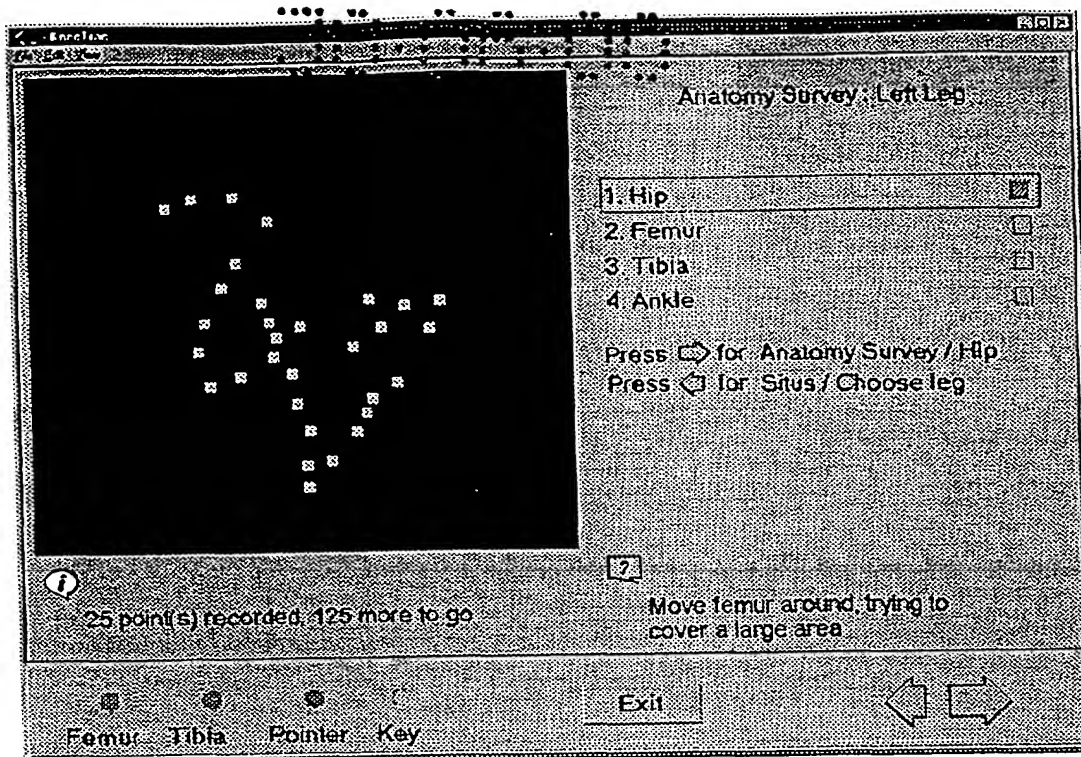 Anatomy Survey : Left Leg
1. Hip
2. Femur
3. Tibia
4. Ankle
Press for Anatomy Survey / Hip
Press for Situs / Choose leg
i
25 point(s) recorded, 125 more to go
?
Move femur around, trying to
cover a large area
Femur Tibia Pointer Key
Exit